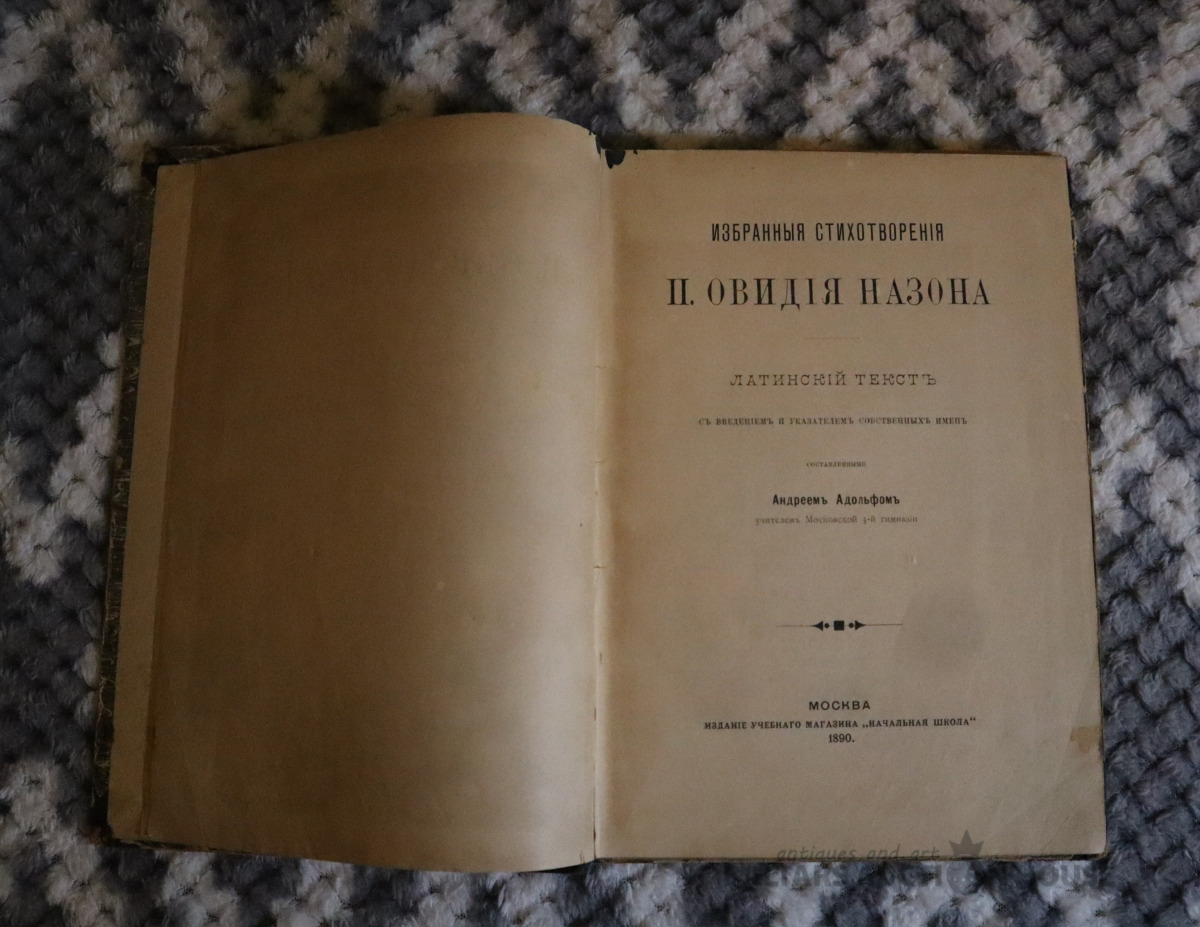 ИЗБРАННЫЯ СТИХОТВОРЕНІЯ
П. ОВИДІЯ НАЗОНА
ЛАТИНСКІЙ ТЕКСТЪ
СЪ ВВЕДЕНІЕМЪ И УКАЗАТЕЛЕМЪ СОБСТВЕННЫХЪ ИМЕНЪ
СОСТАВЛЕННЫМИ
Андреемъ Адольфомъ
учителемъ Московской 3-й гимназіи
МОСКВА
ИЗДАНІЕ УЧЕБНАГО МАГАЗИНА „НАЧАЛЬНАЯ ШКОЛА“
1890.
antiques and art